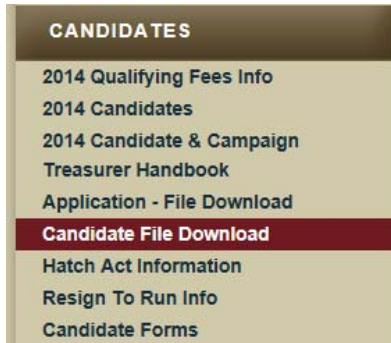 CANDIDATES
2014 Qualifying Fees Info
2014 Candidates
2014 Candidate & Campaign
Treasurer Handbook
Application - File Download
Candidate File Download
Hatch Act Information
Resign To Run Info
Candidate Forms